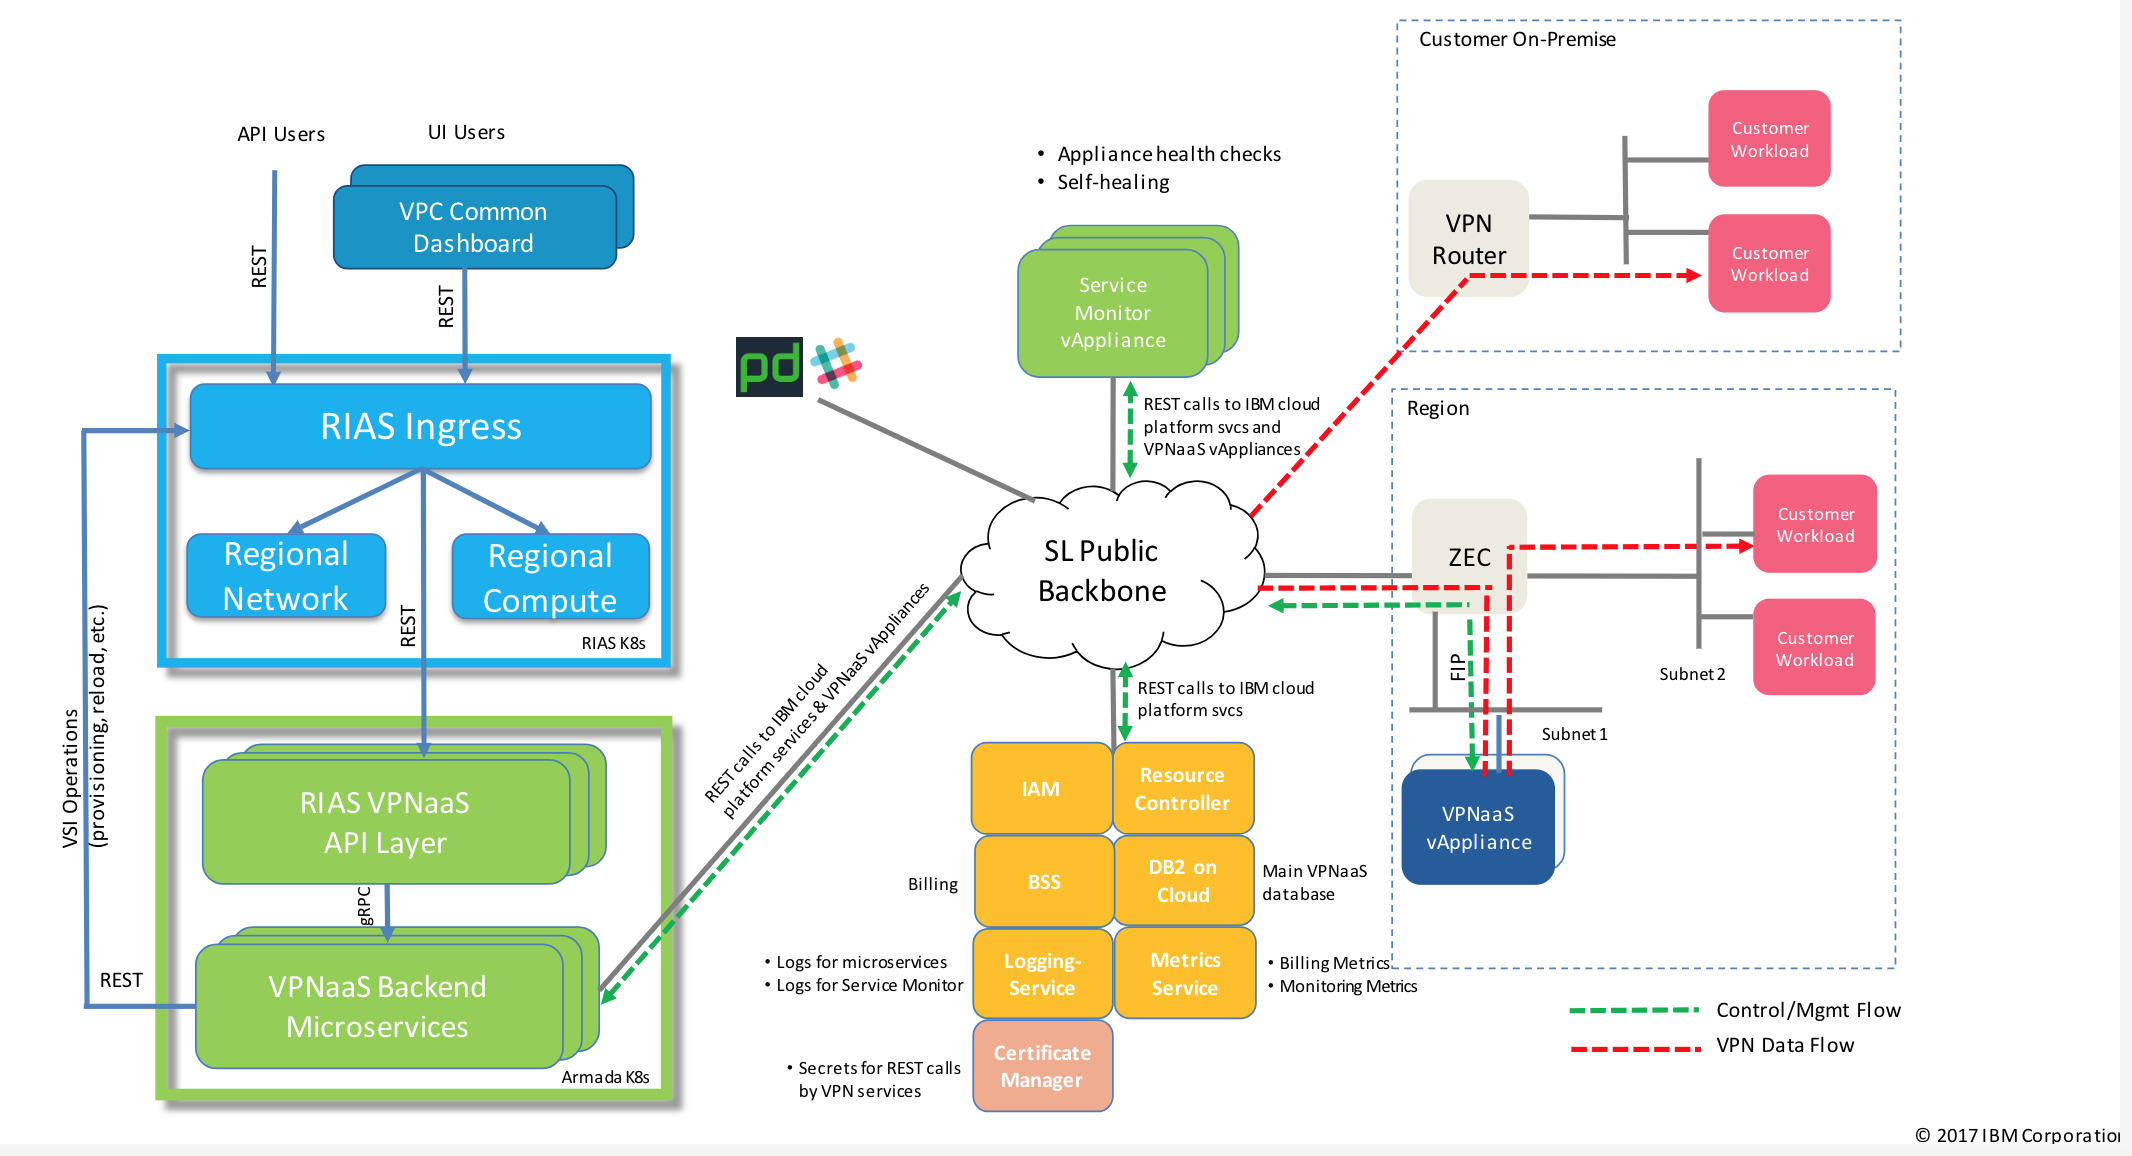 API Users
UI Users
VPC Common
Dashboard
REST
REST
RIAS Ingress
Regional
Network
Regional
Compute
REST
RIAS K8s
VSI Operations
(provisioning, reload, etc.)
RIAS VPNaaS
API Layer
gRPC
REST
VPNaaS Backend
Microservices
Armada K8s
pd
• Appliance health checks
• Self-healing
Service
Monitor
vAppliance
REST calls to IBM cloud
platform svcs and
VPNaaS vAppliances
SL Public
Backbone
REST calls to IBM cloud
platform services & VPNaaS vAppliances
REST calls to IBM cloud
platform svcs
IAM
Resource
Controller
Billing
BSS
DB2 on
Cloud
Main VPNaaS
database
• Logs for microservices
• Logs for Service Monitor
Logging-
Service
Metrics
Service
• Billing Metrics
• Monitoring Metrics
• Secrets for REST calls
by VPN services
Certificate
Manager
Customer On-Premise
VPN
Router
Customer
Workload
Customer
Workload
Region
ZEC
Customer
Workload
Customer
Workload
Subnet 2
FIP
Subnet 1
VPNaaS
vAppliance
Control/Mgmt Flow
VPN Data Flow
© 2017 IBM Corporation